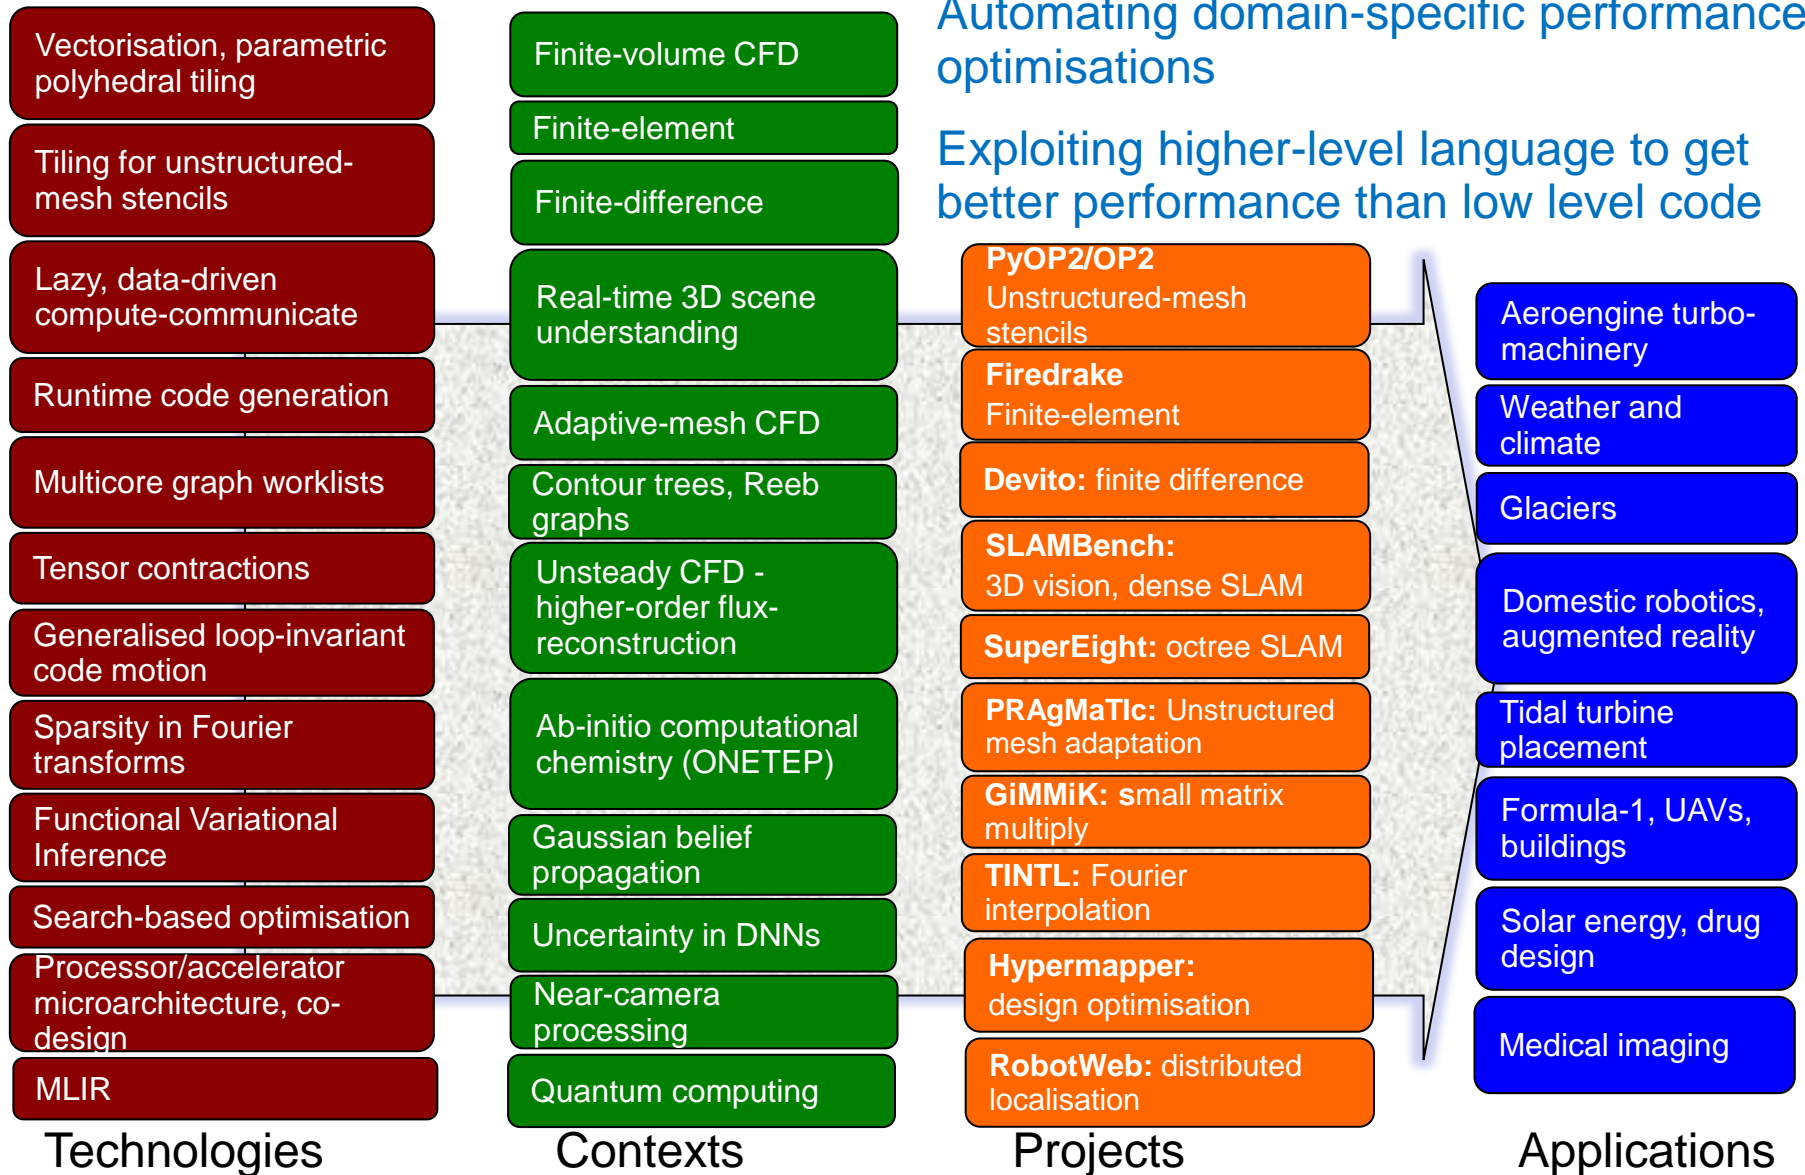 Automating domain-specific performance
optimisations
Exploiting higher-level language to get
better performance than low level code
Vectorisation, parametric
polyhedral tiling
Tiling for unstructured-
mesh stencils
Lazy, data-driven
compute-communicate
Runtime code generation
Multicore graph worklists
Tensor contractions
Generalised loop-invariant
code motion
Sparsity in Fourier
transforms
Functional Variational
Inference
Search-based optimisation
Processor/accelerator
microarchitecture, co-
design
MLIR
Technologies
Finite-volume CFD
Finite-element
Finite-difference
Real-time 3D scene
understanding
Adaptive-mesh CFD
Contour trees, Reeb
graphs
Unsteady CFD -
higher-order flux-
reconstruction
Ab-initio computational
chemistry (ONETEP)
Gaussian belief
propagation
Uncertainty in DNNs
Near-camera
processing
Quantum computing
Contexts
PyOP2/OP2
Unstructured-mesh
stencils
Firedrake
Finite-element
Devito: finite difference
SLAMBench:
3D vision, dense SLAM
SuperEight: octree SLAM
PRAgMaTIc: Unstructured
mesh adaptation
GiMMiK: small matrix
multiply
TINTL: Fourier
interpolation
Hypermapper:
design optimisation
RobotWeb: distributed
localisation
Projects
Aeroengine turbo-
machinery
Weather and
climate
Glaciers
Domestic robotics,
augmented reality
Tidal turbine
placement
Formula-1, UAVs,
buildings
Solar energy, drug
design
Medical imaging
Applications